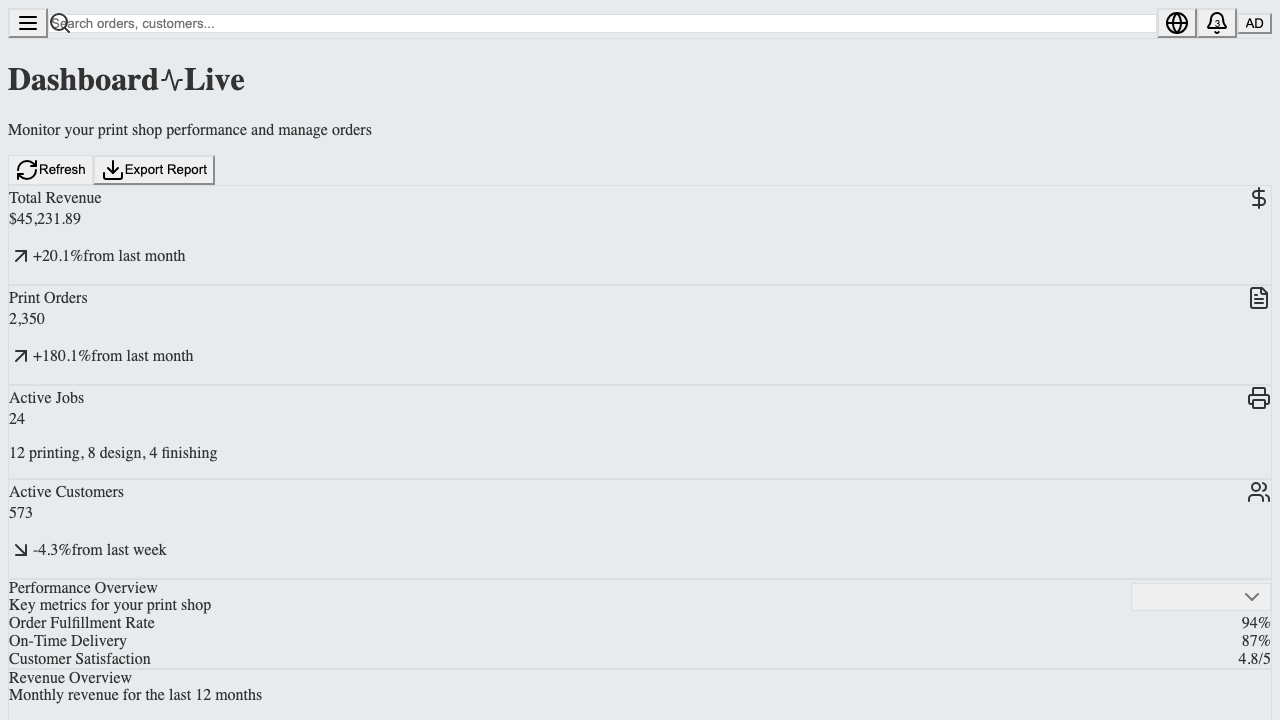 Search orders, customers...
3
AD
Dashboard Live
Monitor your print shop performance and manage orders
Refresh Export Report
Total Revenue
$45,231.89
+20.1%from last month
Print Orders
2,350
+180.1%from last month
Active Jobs
24
12 printing, 8 design, 4 finishing
Active Customers
573
-4.3%from last week
Performance Overview
Key metrics for your print shop
Order Fulfillment Rate 94%
On-Time Delivery 87%
Customer Satisfaction 4.8/5
Revenue Overview
Monthly revenue for the last 12 months